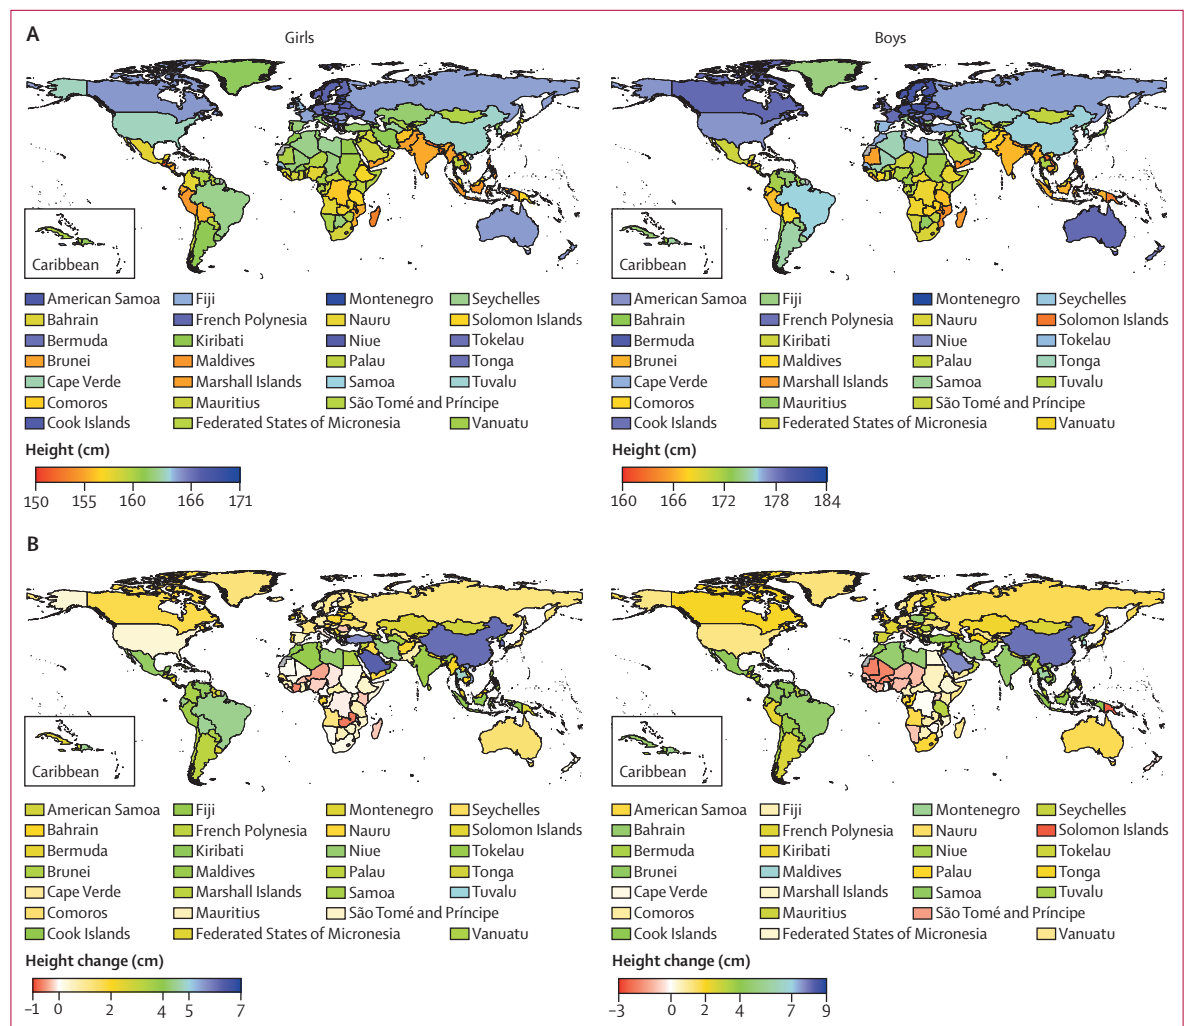 A
Girls Boys
Caribbean Caribbean
American Samoa Fiji Montenegro Seychelles American Samoa Fiji Montenegro Seychelles
Bahrain French Polynesia Nauru Solomon Islands Bahrain French Polynesia Nauru Solomon Islands
Bermuda Kiribati Niue Tokelau Bermuda Kiribati Niue Tokelau
Brunei Maldives Palau Tonga Brunei Maldives Palau Tonga
Cape Verde Marshall Islands Samoa Tuvalu Cape Verde Marshall Islands Samoa Tuvalu
Comoros Mauritius São Tomé and Príncipe Comoros Mauritius São Tomé and Príncipe
Cook Islands Federated States of Micronesia Vanuatu Cook Islands Federated States of Micronesia Vanuatu
Height (cm) Height (cm)
150 155 160 166 171 160 166 172 178 184
B
Caribbean Caribbean
American Samoa Fiji Montenegro Seychelles American Samoa Fiji Montenegro Seychelles
Bahrain French Polynesia Nauru Solomon Islands Bahrain French Polynesia Nauru Solomon Islands
Bermuda Kiribati Niue Tokelau Bermuda Kiribati Niue Tokelau
Brunei Maldives Palau Tonga Brunei Maldives Palau Tonga
Cape Verde Marshall Islands Samoa Tuvalu Cape Verde Marshall Islands Samoa Tuvalu
Comoros Mauritius São Tomé and Príncipe Comoros Mauritius São Tomé and Príncipe
Cook Islands Federated States of Micronesia Vanuatu Cook Islands Federated States of Micronesia Vanuatu
Height change (cm) Height change (cm)
–1 0 2 4 5 7 –3 0 2 4 7 9